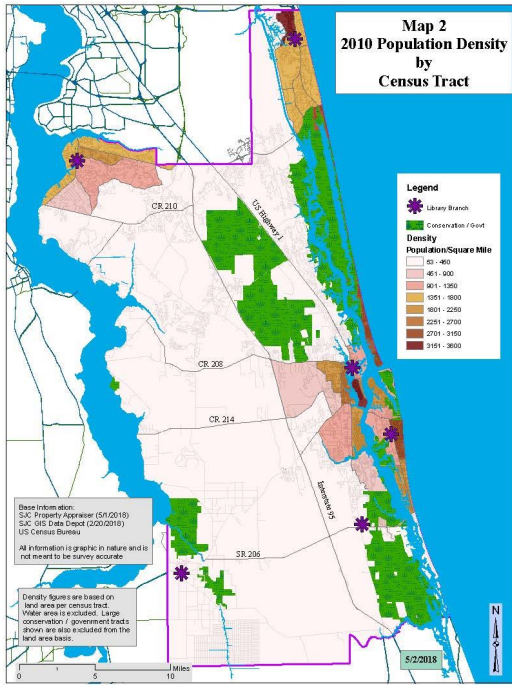 Map 2
2010 Population Density
by
Census Tract
Legend
Library Branch
Conservation / Govt
Density
Population/Square Mile
53 - 450
451 - 900
901 - 1350
1351 - 1800
1801 - 2250
2251 - 2700
2701 - 3150
3151 - 3600
CR 210
US Highway 1
CR 208
CR 214
Interstate 95
SR 206
Base Information:
SJC Property Appraiser (5/1/2018)
SJC GIS Data Depot (2/20/2018)
US Census Bureau
All information is graphic in nature and is
not meant to be survey accurate
Density figures are based on
land area per census tract.
Water area is excluded. Large
conservation / government tracts
shown are also excluded from the
land area basis.
0 5 10 Miles
5/2/2018
N